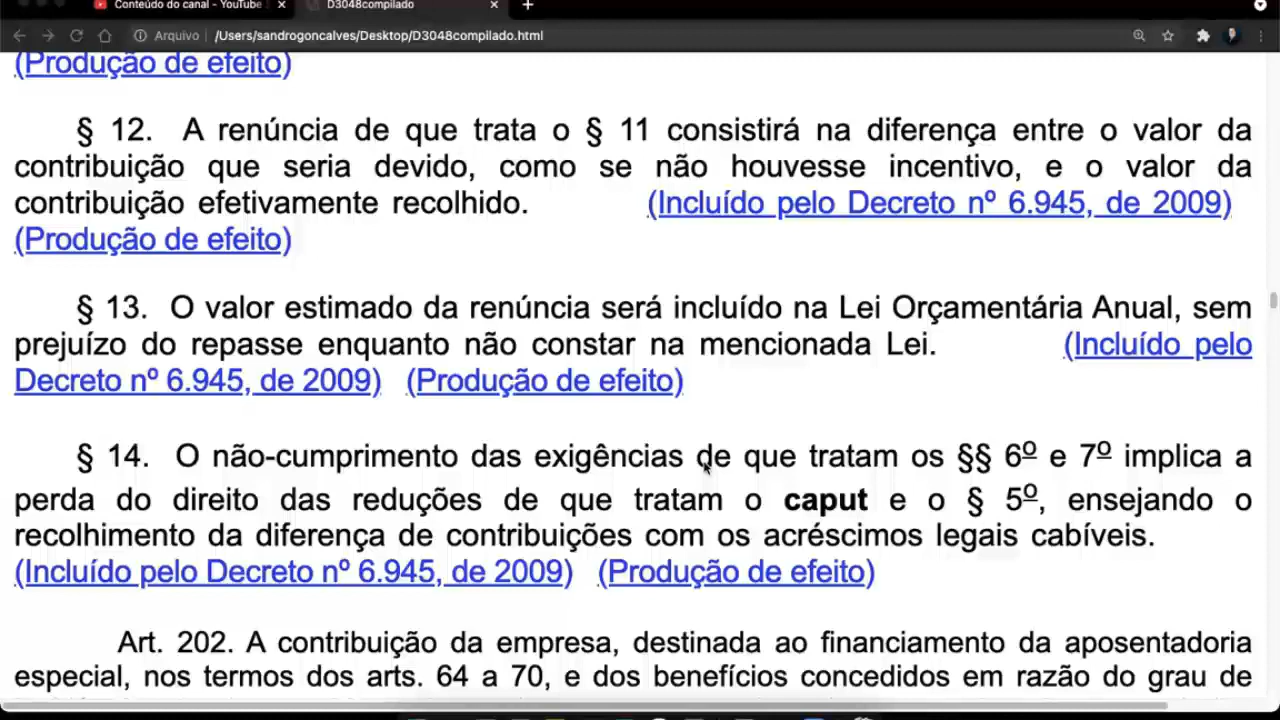 Conteúdo do canal - YouTube
D3048compilado
Arquivo /Users/sandrogoncalves/Desktop/D3048compilado.html
(Produção de efeito)
§ 12. A renúncia de que trata o § 11 consistirá na diferença entre o valor da
contribuição que seria devido, como se não houvesse incentivo, e o valor da
contribuição efetivamente recolhido. (Incluído pelo Decreto nº 6.945, de 2009)
(Produção de efeito)
§ 13. O valor estimado da renúncia será incluído na Lei Orçamentária Anual, sem
prejuízo do repasse enquanto não constar na mencionada Lei. (Incluído pelo
Decreto nº 6.945, de 2009) (Produção de efeito)
§ 14. O não-cumprimento das exigências de que tratam os §§ 6º e 7º implica a
perda do direito das reduções de que tratam o caput e o § 5º, ensejando o
recolhimento da diferença de contribuições com os acréscimos legais cabíveis.
(Incluído pelo Decreto nº 6.945, de 2009) (Produção de efeito)
Art. 202. A contribuição da empresa, destinada ao financiamento da aposentadoria
especial, nos termos dos arts. 64 a 70, e dos benefícios concedidos em razão do grau de